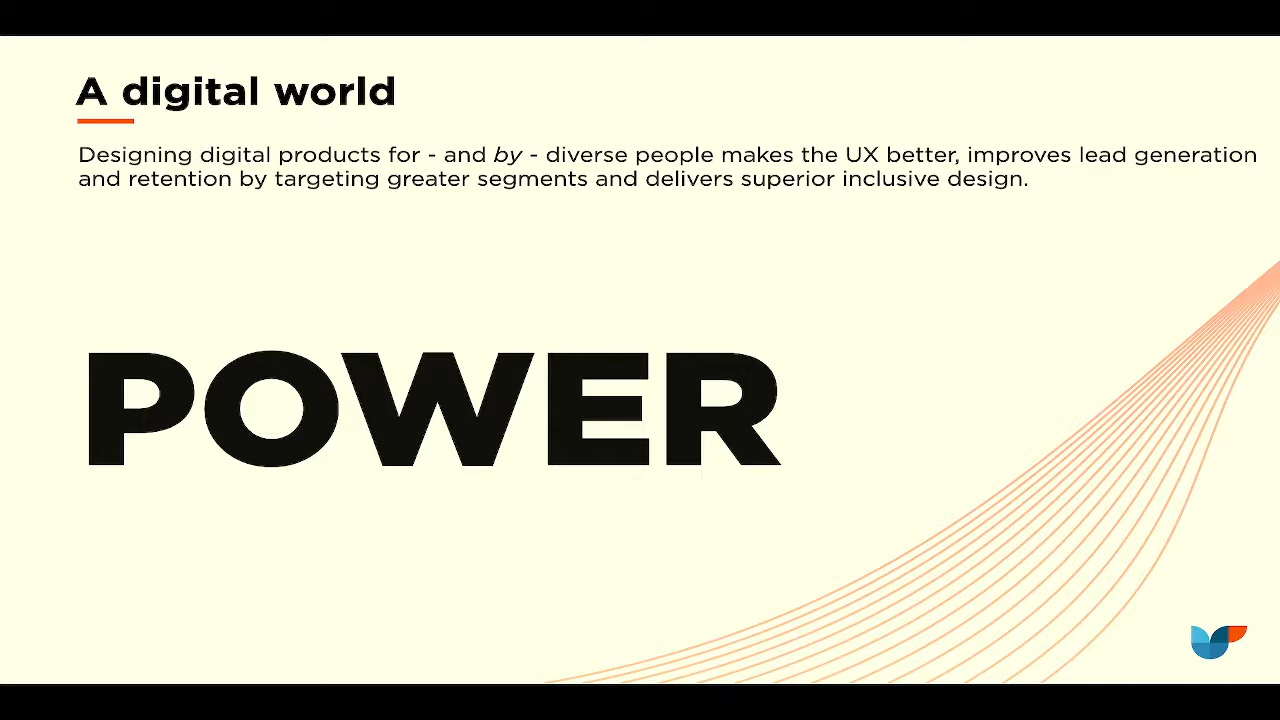 A digital world
Designing digital products for - and by - diverse people makes the UX better, improves lead generation
and retention by targeting greater segments and delivers superior inclusive design.
POWER